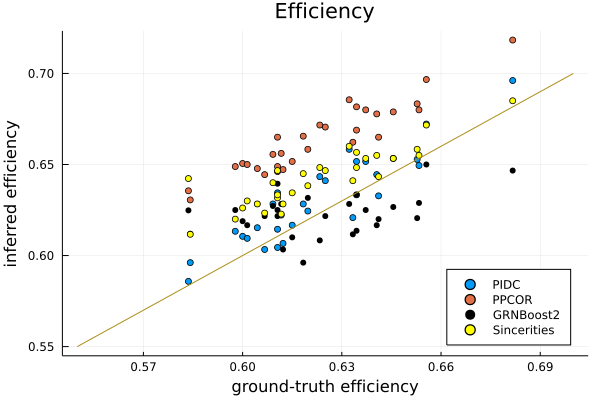 Efficiency
inferred efficiency
0.70
0.65
0.60
0.55
0.57
0.60
0.63
0.66
0.69
ground-truth efficiency
PIDC
PPCOR
GRNBoost2
Sincerities